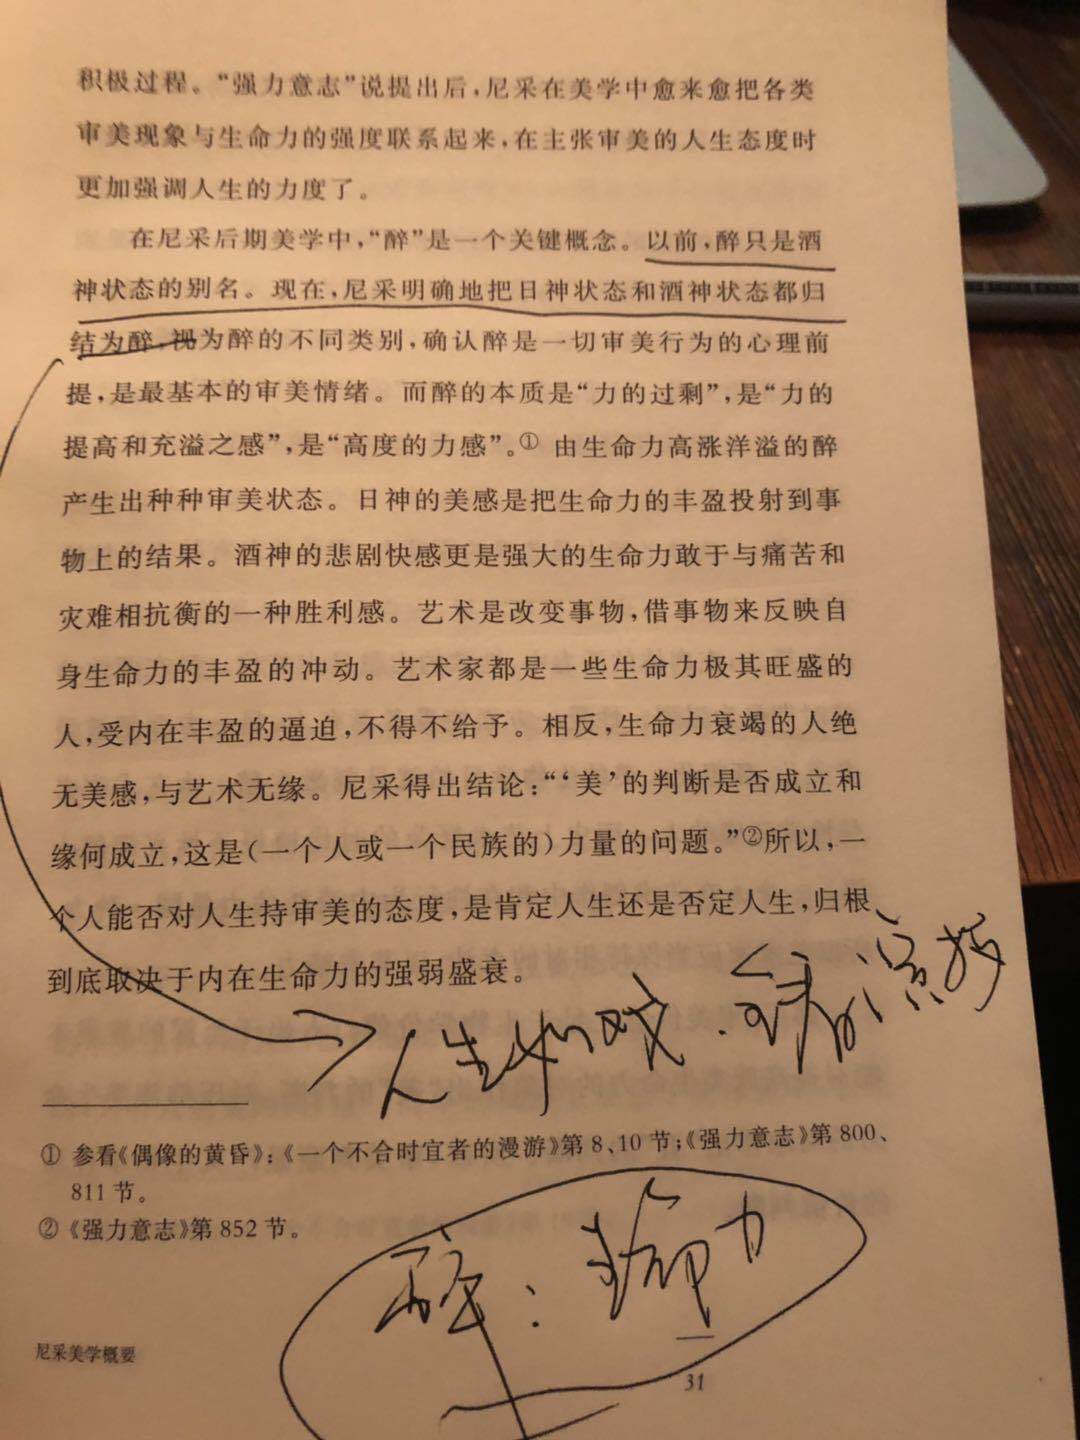 积极过程。“强力意志”说提出后，尼采在美学中愈来愈把各类
审美现象与生命力的强度联系起来，在主张审美的人生态度时
更加强调人生的力度了。
在尼采后期美学中，“醉”是一个关键概念。以前，醉只是酒
神状态的别名。现在，尼采明确地把日神状态和酒神状态都归
结为醉，视为醉的不同类别，确认醉是一切审美行为的心理前
提，是最基本的审美情绪。而醉的本质是“力的过剩”，是“力的
提高和充溢之感”，是“高度的力感”。① 由生命力高涨洋溢的醉
产生出种种审美状态。日神的美感是把生命力的丰盈投射到事
物上的结果。酒神的悲剧快感更是强大的生命力敢于与痛苦和
灾难相抗衡的一种胜利感。艺术是改变事物，借事物来反映自
身生命力的丰盈的冲动。艺术家都是一些生命力极其旺盛的
人，受内在丰盈的逼迫，不得不给予。相反，生命力衰竭的人绝
无美感，与艺术无缘。尼采得出结论：“‘美’的判断是否成立和
缘何成立，这是（一个人或一个民族的）力量的问题。”②所以，一
个人能否对人生持审美的态度，是肯定人生还是否定人生，归根
到底取决于内在生命力的强弱盛衰。
人生如戏
① 参看《偶像的黄昏》：《一个不合时宜者的漫游》第 8、10 节；《强力意志》第 800、
811 节。
② 《强力意志》第 852 节。
醉：生命力
尼采美学概要
31